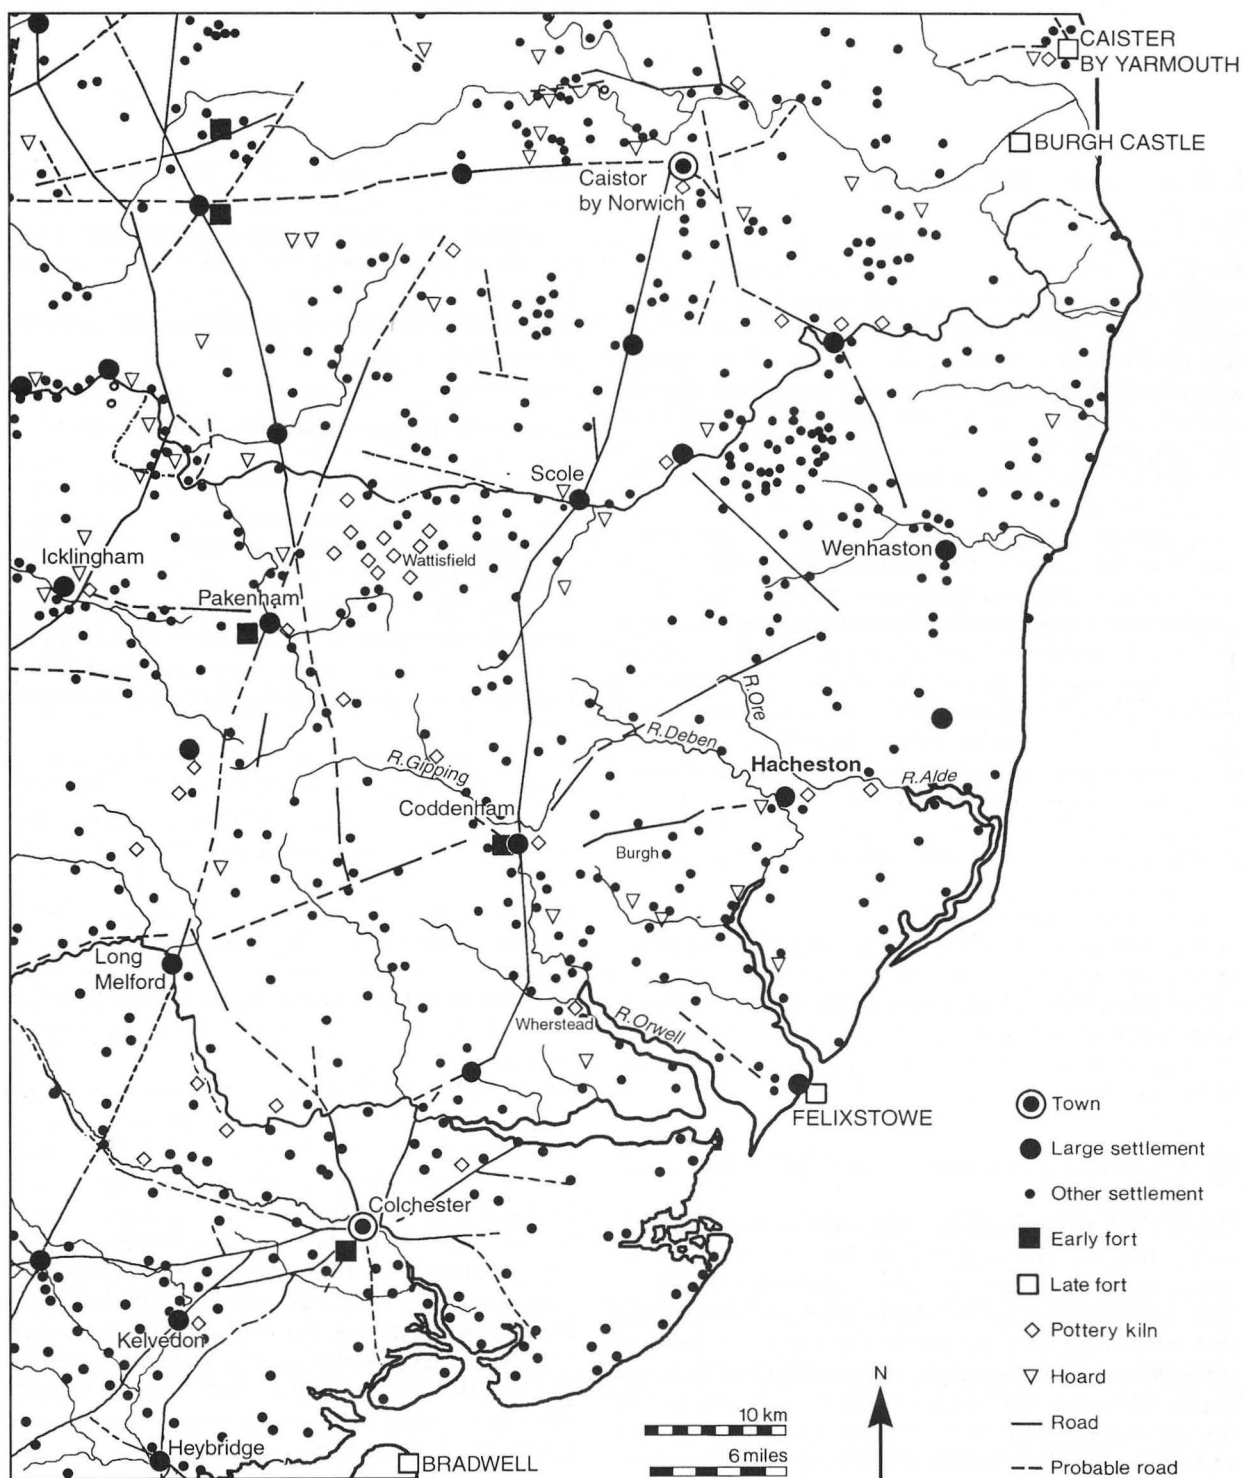 CAISTER
BY YARMOUTH
BURGH CASTLE
Caistor
by Norwich
Scole
Icklingham
Wattisfield
Wenhaston
Pakenham
R.Ore
R.Deben
Hacheston
R.Gipping
R.Alde
Coddenham
Burgh
Long
Melford
Wherstead
R.Orwell
FELIXSTOWE
Colchester
Kelvedon
Heybridge
BRADWELL
Town
Large settlement
Other settlement
Early fort
Late fort
Pottery kiln
Hoard
Road
Probable road
N
10 km
6 miles